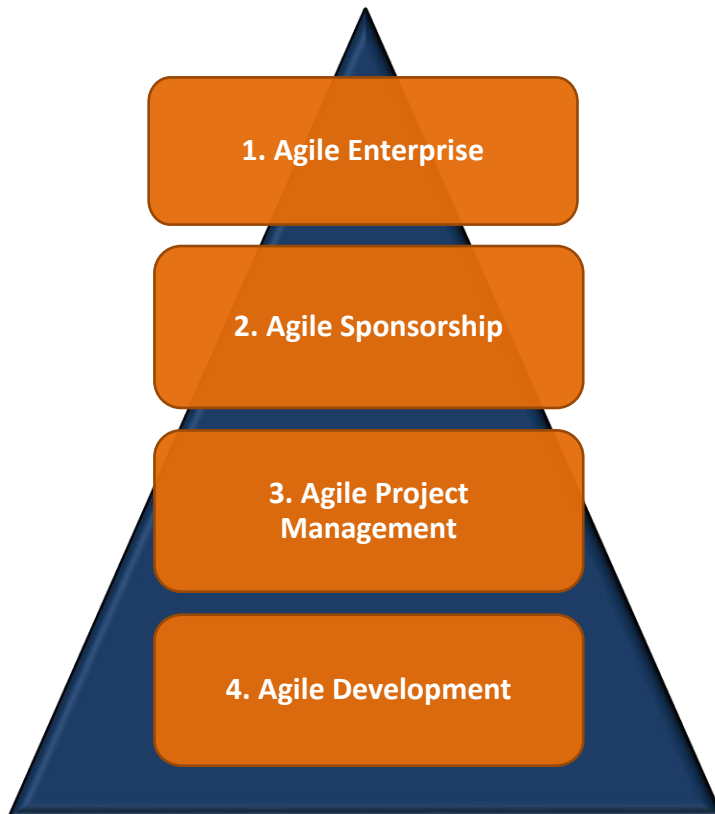 1. Agile Enterprise
2. Agile Sponsorship
3. Agile Project
Management
4. Agile Development